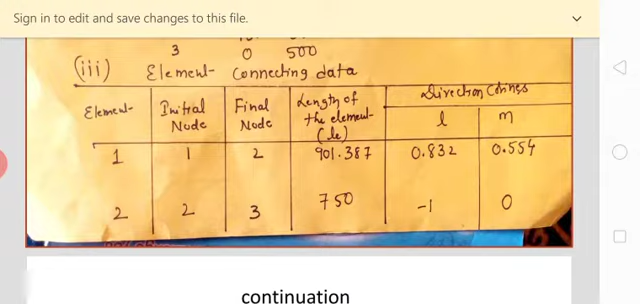 Sign in to edit and save changes to this file.
3 0 500
(iii) Element- Connecting data
Element- Initial Node Final Node Length of the element- (le) Direction Cosines
l m
1 1 2 901.387 0.832 0.554
2 2 3 750 -1 0
continuation